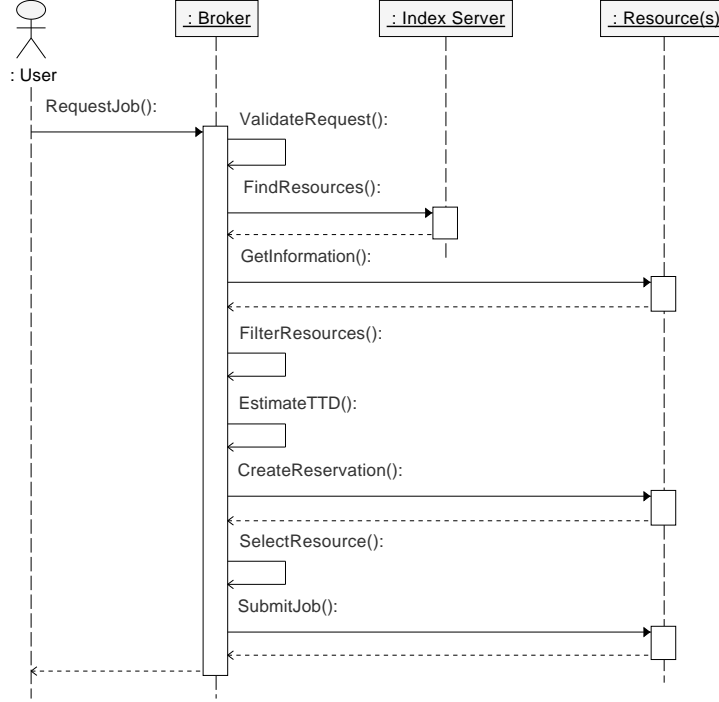 : Broker
: Index Server
: Resource(s)
: User
RequestJob():
ValidateRequest():
FindResources():
GetInformation():
FilterResources():
EstimateTTD():
CreateReservation():
SelectResource():
SubmitJob():